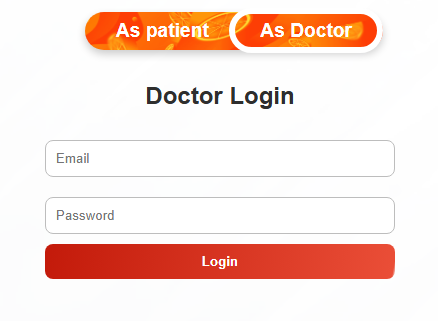 As patient As Doctor
Doctor Login
Email
Password
Login